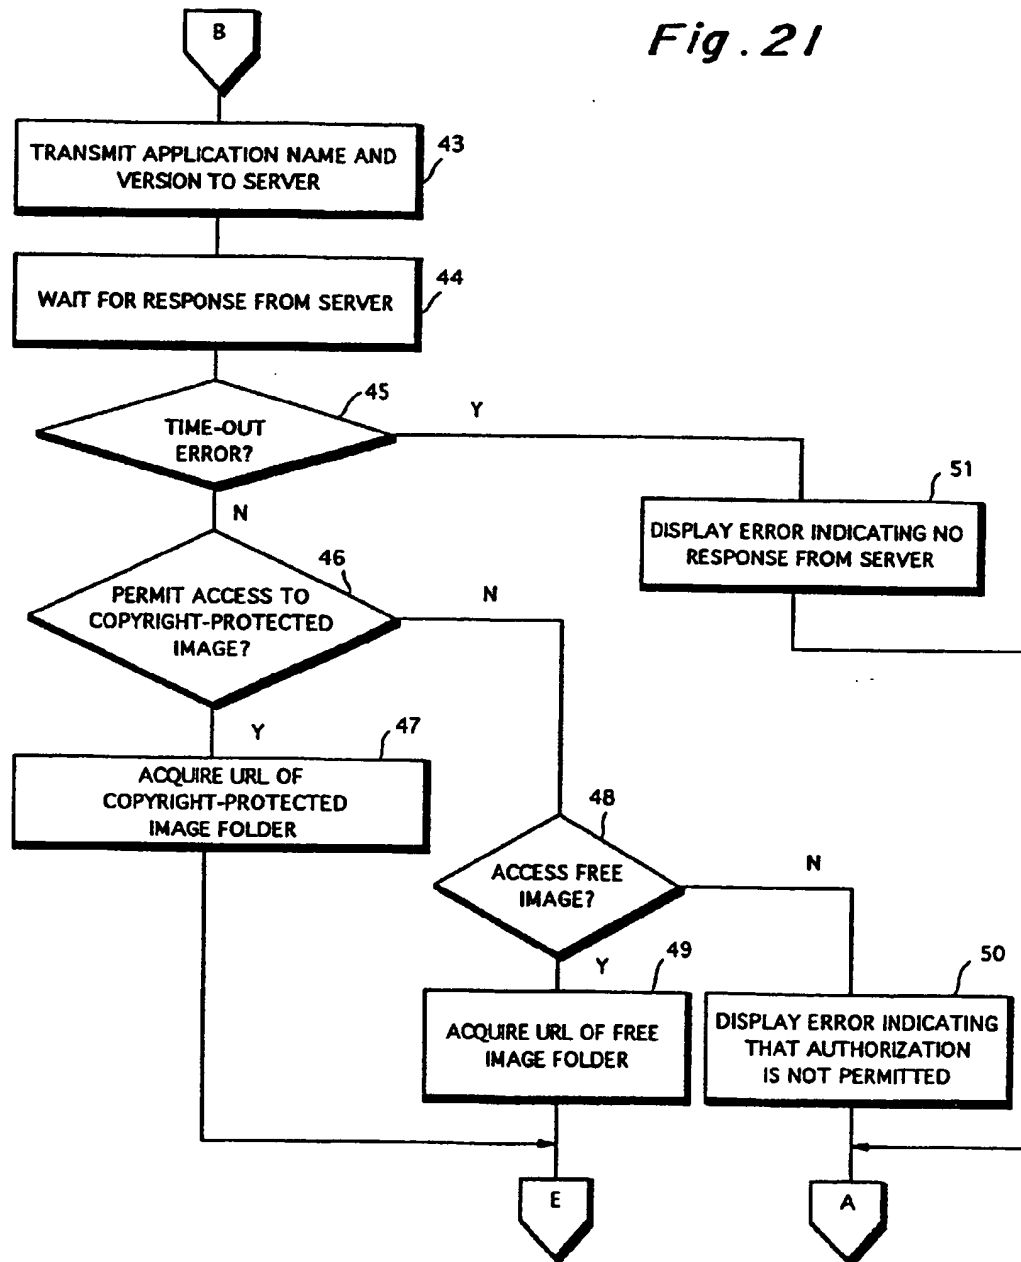 Fig. 21
B
TRANSMIT APPLICATION NAME AND
VERSION TO SERVER
43
WAIT FOR RESPONSE FROM SERVER
44
TIME-OUT
ERROR?
45
Y
N
DISPLAY ERROR INDICATING NO
RESPONSE FROM SERVER
51
PERMIT ACCESS TO
COPYRIGHT-PROTECTED
IMAGE?
46
N
Y
ACQUIRE URL OF
COPYRIGHT-PROTECTED
IMAGE FOLDER
47
ACCESS FREE
IMAGE?
48
N
Y
ACQUIRE URL OF FREE
IMAGE FOLDER
49
DISPLAY ERROR INDICATING
THAT AUTHORIZATION
IS NOT PERMITTED
50
E
A